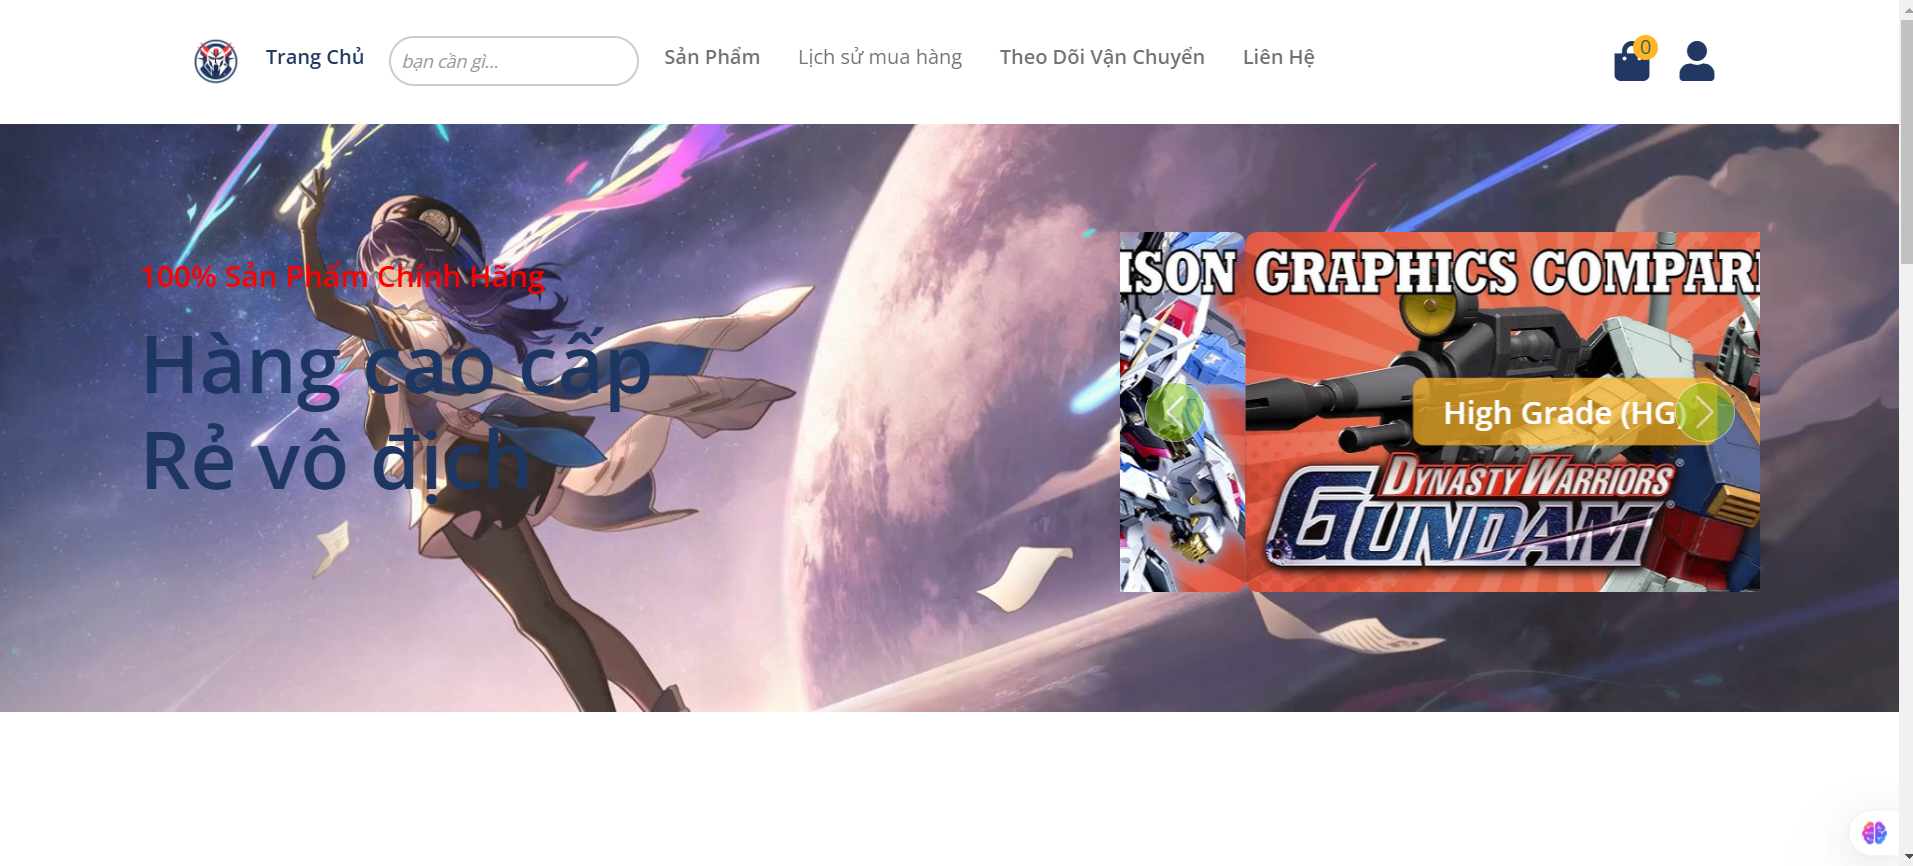 Trang Chủ
bạn cần gì...
Sản Phẩm
Lịch sử mua hàng
Theo Dõi Vận Chuyển
Liên Hệ
0
100% Sản Phẩm Chính Hãng
Hàng cao cấp
Rẻ vô địch
ISON
GRAPHICS COMPARI
High Grade (HG)
DYNASTY WARRIORS
GUNDAM